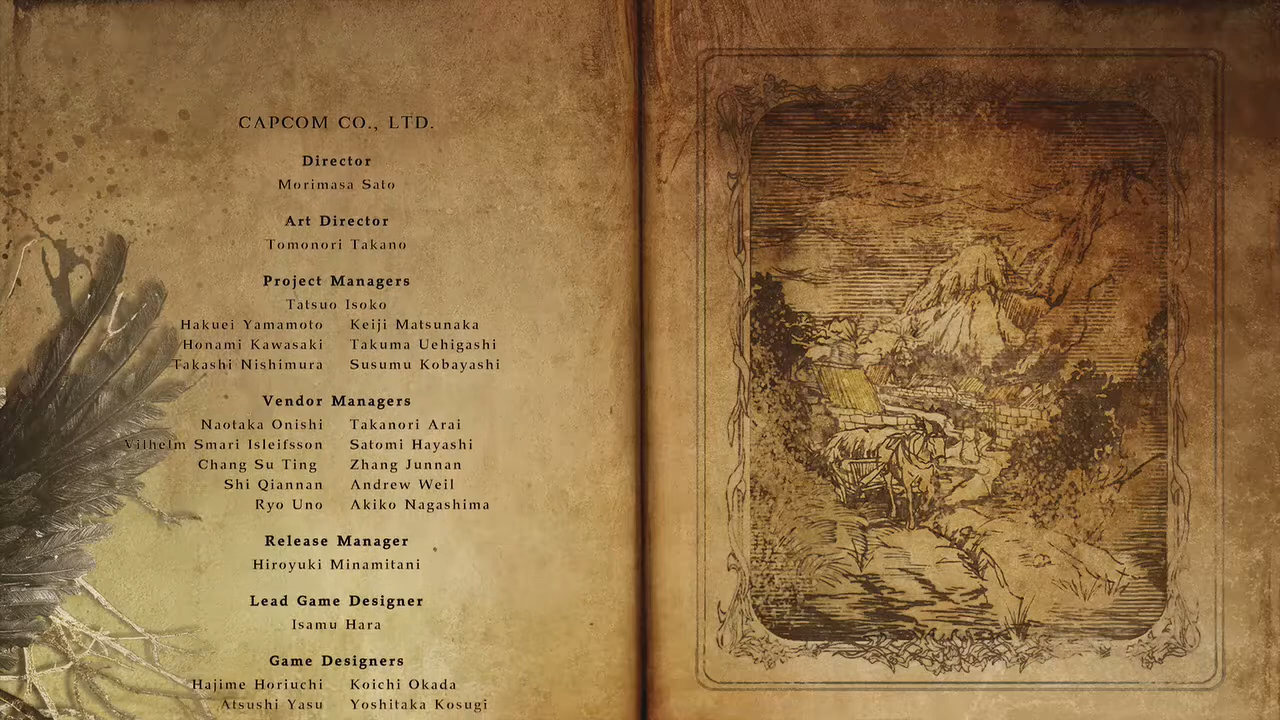 CAPCOM CO., LTD.
Director
Morimasa Sato
Art Director
Tomonori Takano
Project Managers
Tatsuo Isoko
Hakuei Yamamoto Keiji Matsunaka
Honami Kawasaki Takuma Uehigashi
Takashi Nishimura Susumu Kobayashi
Vendor Managers
Naotaka Onishi Takanori Arai
Vilhelm Smari Isleifsson Satomi Hayashi
Chang Su Ting Zhang Junnan
Shi Qiannan Andrew Weil
Ryo Uno Akiko Nagashima
Release Manager
Hiroyuki Minamitani
Lead Game Designer
Isamu Hara
Game Designers
Hajime Horiuchi Koichi Okada
Atsushi Yasu Yoshitaka Kosugi